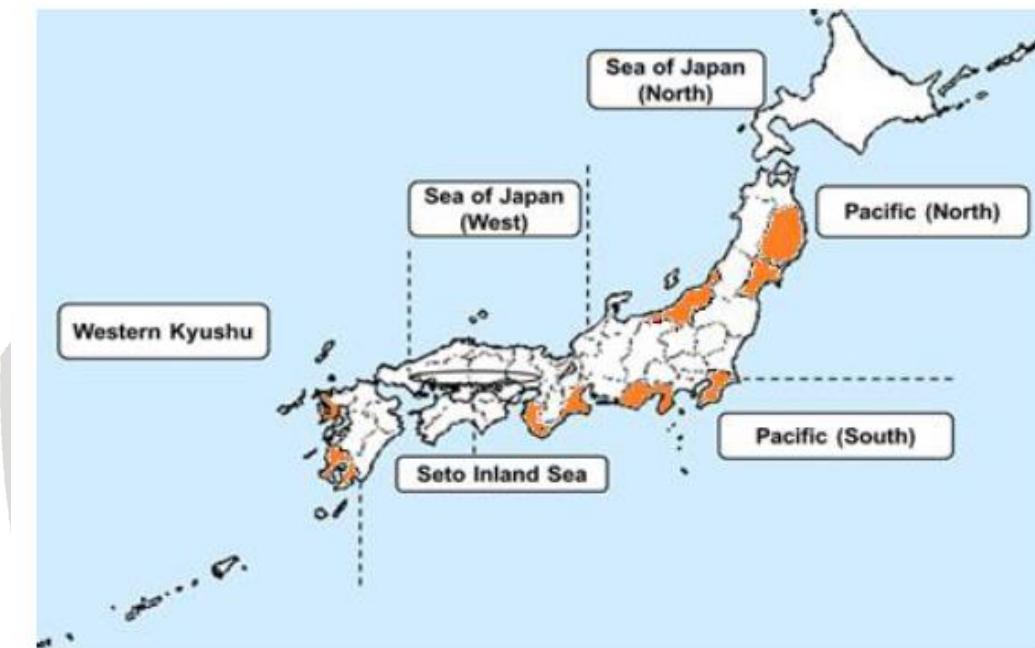 Sea of Japan
(North)
Sea of Japan
(West)
Pacific (North)
Western Kyushu
Pacific (South)
Seto Inland Sea